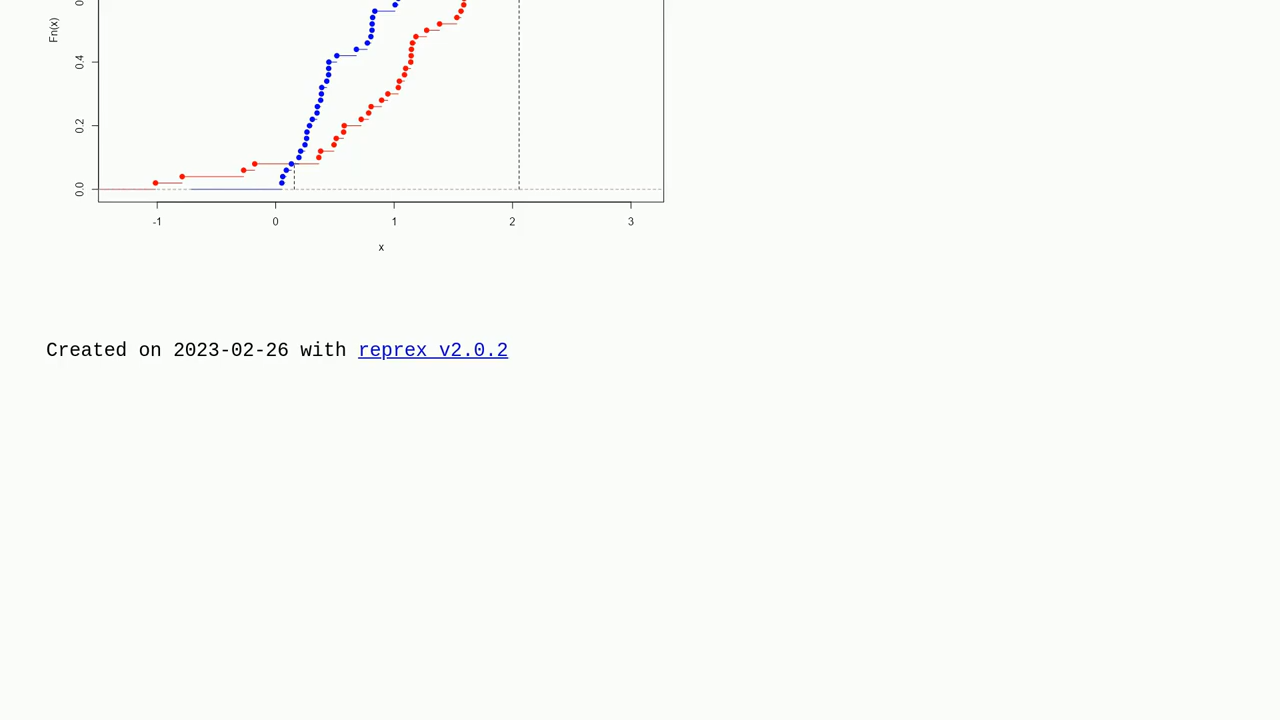 Fn(x)
0.4
0.2
0.0
-1 0 1 2 3
x
Created on 2023-02-26 with reprex v2.0.2